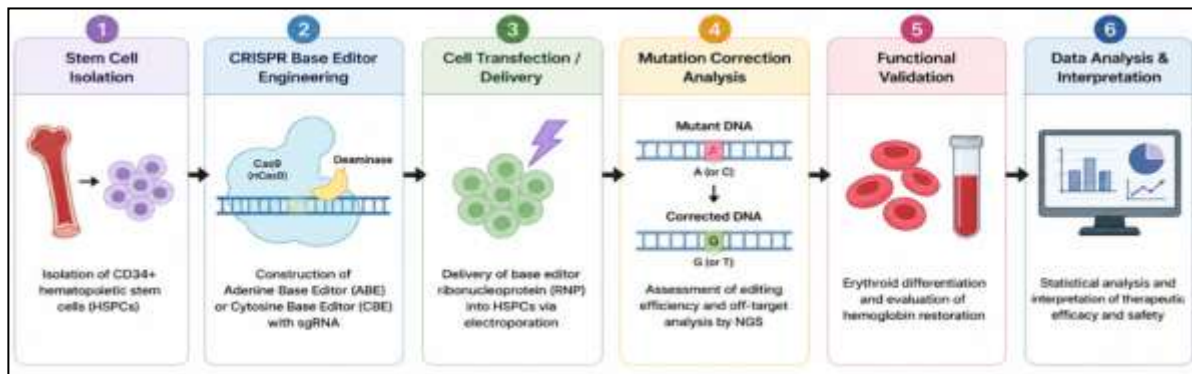 1
Stem Cell
Isolation
Isolation of CD34+
hematopoietic stem
cells (HSPCs)
2
CRISPR Base Editor
Engineering
Cas9
(nCas9)
Deaminase
Construction of
Adenine Base Editor (ABE)
or Cytosine Base Editor (CBE)
with sgRNA
3
Cell Transfection /
Delivery
Delivery of base editor
ribonucleoprotein (RNP)
into HSPCs via
electroporation
4
Mutation Correction
Analysis
Mutant DNA
A
A (or C)
Corrected DNA
G
G (or T)
Assessment of editing
efficiency and off-target
analysis by NGS
5
Functional
Validation
Erythroid differentiation
and evaluation of
hemoglobin restoration
6
Data Analysis &
Interpretation
Statistical analysis and
interpretation of therapeutic
efficacy and safety